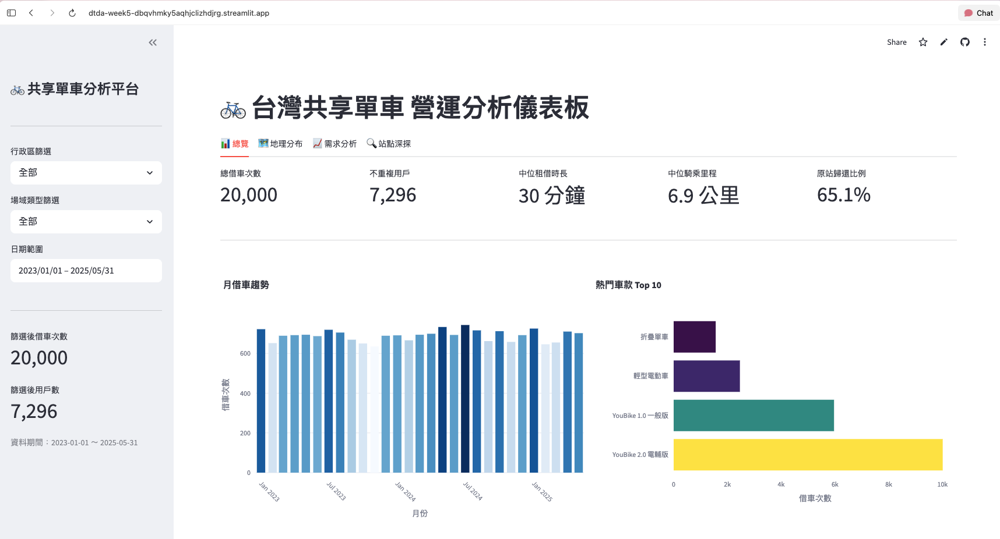 dtda-week5-dbqvhmky5aqhjclizhdjrg.streamlit.app
Chat
Share
共享單車分析平台
行政區篩選
全部
場域類型篩選
全部
日期範圍
2023/01/01 – 2025/05/31
篩選後借車次數
20,000
篩選後用戶數
7,296
資料期間：2023-01-01 ～ 2025-05-31
台灣共享單車 營運分析儀表板
總覽 地理分布 需求分析 站點深探
總借車次數
20,000
不重複用戶
7,296
中位租借時長
30 分鐘
中位騎乘里程
6.9 公里
原站歸還比例
65.1%
月借車趨勢
600
400
200
0
借車次數
Jan 2023
Jul 2023
Jan 2024
Jul 2024
Jan 2025
月份
熱門車款 Top 10
折疊單車
輕型電動車
YouBike 1.0 一般版
YouBike 2.0 電輔版
0 2k 4k 6k 8k 10k
借車次數